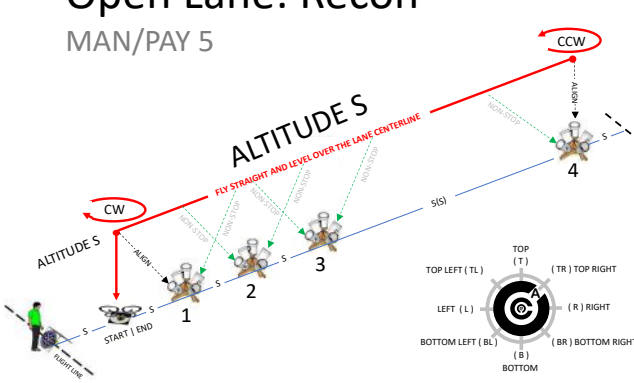 Open Lane: Recon
MAN/PAY 5
CCW
ALIGN
NON-STOP
ALTITUDE S
FLY STRAIGHT AND LEVEL OVER THE LANE CENTERLINE
NON-STOP
NON-STOP
NON-STOP
NON-STOP
NON-STOP
4
S(S)
CW
ALTITUDE S
ALIGN
S
3
S
2
S
1
S
START | END
S
FLIGHT LINE
TOP
( T )
TOP LEFT ( TL )
( TR ) TOP RIGHT
A
LEFT ( L )
( R ) RIGHT
BOTTOM LEFT ( BL )
( BR ) BOTTOM RIGHT
( B )
BOTTOM